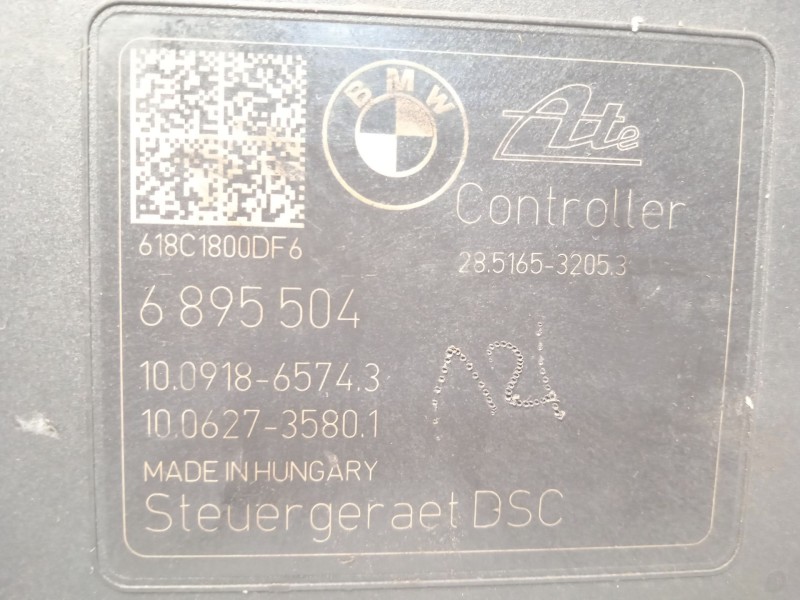 BMW
Ate
Controller
618C1800DF6
28.5165-3205.3
6 895 504
10.0918-6574.3
10.0627-3580.1
MADE IN HUNGARY
Steuergeraet DSC